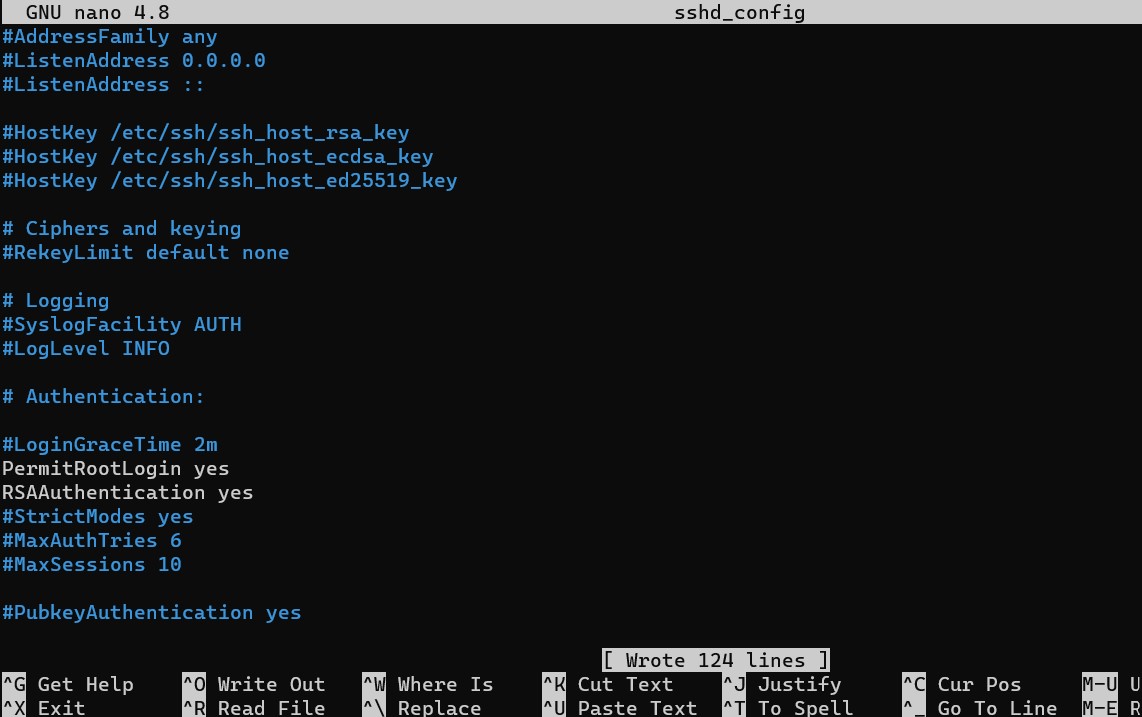 GNU nano 4.8 sshd_config
#AddressFamily any
#ListenAddress 0.0.0.0
#ListenAddress ::
#HostKey /etc/ssh/ssh_host_rsa_key
#HostKey /etc/ssh/ssh_host_ecdsa_key
#HostKey /etc/ssh/ssh_host_ed25519_key
# Ciphers and keying
#RekeyLimit default none
# Logging
#SyslogFacility AUTH
#LogLevel INFO
# Authentication:
#LoginGraceTime 2m
PermitRootLogin yes
RSAAuthentication yes
#StrictModes yes
#MaxAuthTries 6
#MaxSessions 10
#PubkeyAuthentication yes
[ Wrote 124 lines ]
^G Get Help ^O Write Out ^W Where Is ^K Cut Text ^J Justify ^C Cur Pos M-U U
^X Exit ^R Read File ^\ Replace ^U Paste Text ^T To Spell ^_ Go To Line M-E R